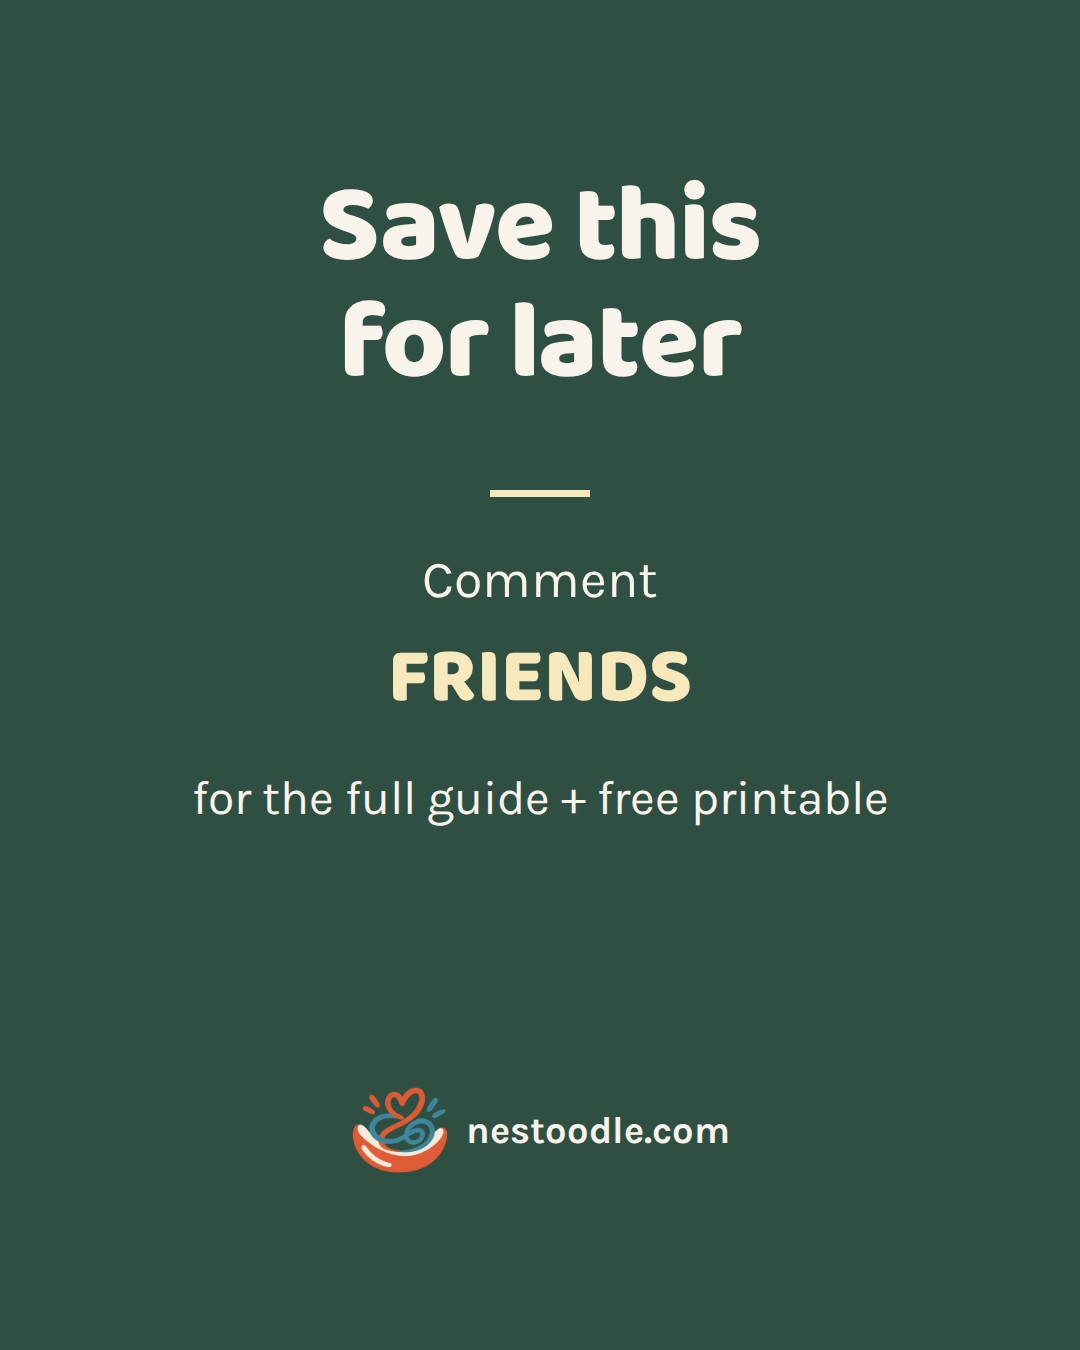 Save this
for later
Comment
FRIENDS
for the full guide + free printable
nestoodle.com